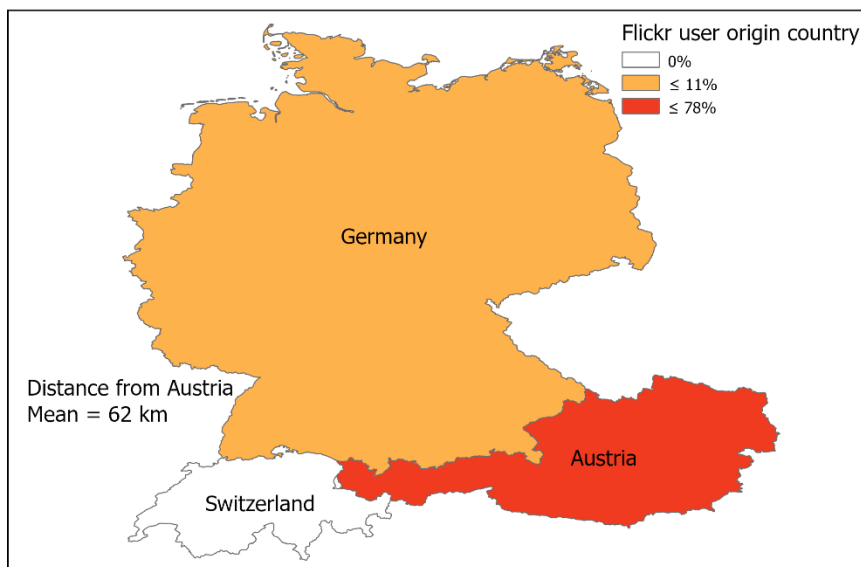 Flickr user origin country
0%
≤ 11%
≤ 78%
Germany
Distance from Austria
Mean = 62 km
Austria
Switzerland